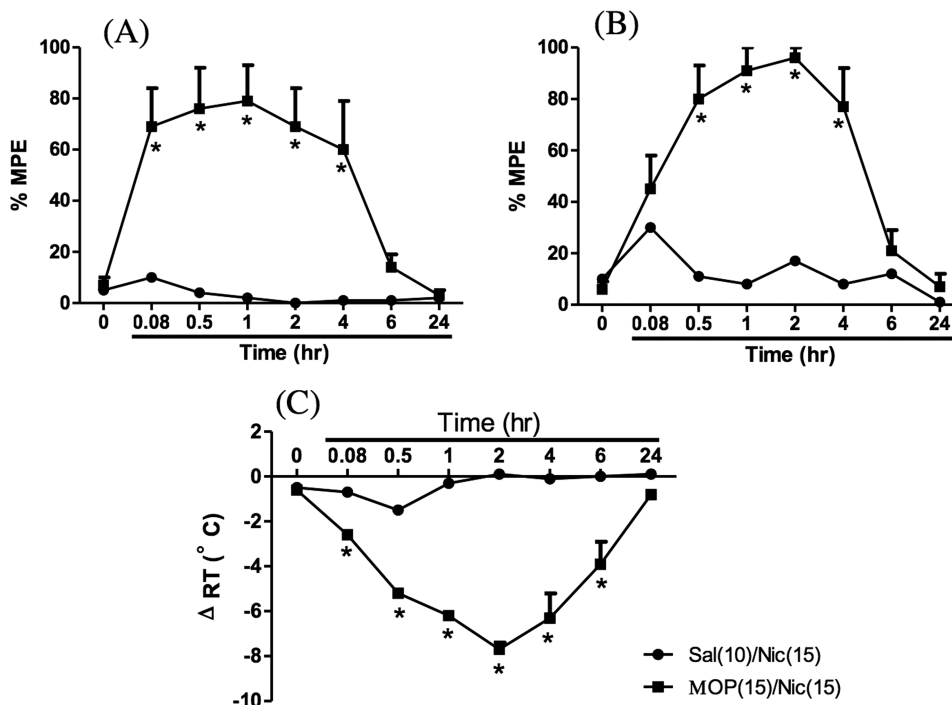 (A)
100
80
60
40
20
0
% MPE
0 0.08 0.5 1 2 4 6 24
Time (hr)
(B)
100
80
60
40
20
0
% MPE
0 0.08 0.5 1 2 4 6 24
Time (hr)
(C)
Time (hr)
0 0.08 0.5 1 2 4 6 24
2
0
-2
-4
-6
-8
-10
Δ RT (° C)
* * * * *
* * * *
* * * * * *
Sal(10)/Nic(15)
MOP(15)/Nic(15)